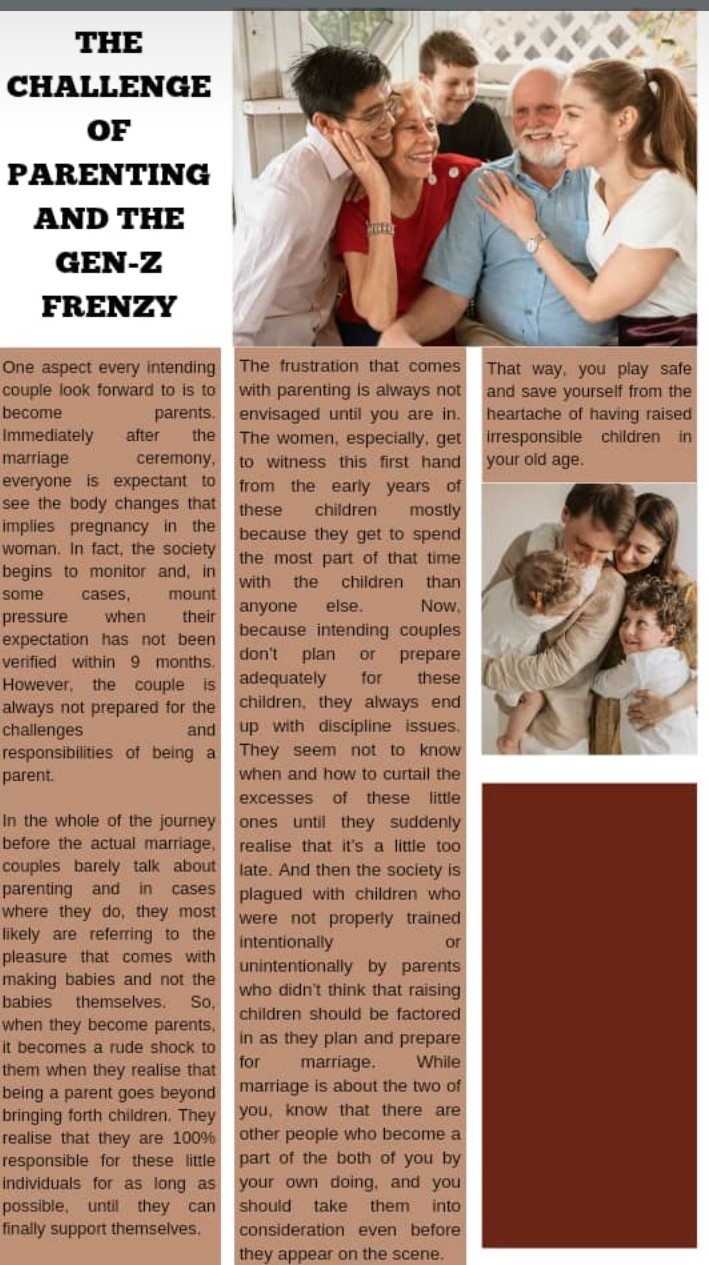 THE
CHALLENGE
OF
PARENTING
AND THE
GEN-Z
FRENZY
One aspect every intending
couple look forward to is to
become parents.
Immediately after the
marriage ceremony,
everyone is expectant to
see the body changes that
implies pregnancy in the
woman. In fact, the society
begins to monitor and, in
some cases, mount
pressure when their
expectation has not been
verified within 9 months.
However, the couple is
always not prepared for the
challenges and
responsibilities of being a
parent.
In the whole of the journey
before the actual marriage,
couples barely talk about
parenting and in cases
where they do, they most
likely are referring to the
pleasure that comes with
making babies and not the
babies themselves. So,
when they become parents,
it becomes a rude shock to
them when they realise that
being a parent goes beyond
bringing forth children. They
realise that they are 100%
responsible for these little
individuals for as long as
possible, until they can
finally support themselves.
The frustration that comes
with parenting is always not
envisaged until you are in.
The women, especially, get
to witness this first hand
from the early years of
these children mostly
because they get to spend
the most part of that time
with the children than
anyone else. Now,
because intending couples
don't plan or prepare
adequately for these
children, they always end
up with discipline issues.
They seem not to know
when and how to curtail the
excesses of these little
ones until they suddenly
realise that it's a little too
late. And then the society is
plagued with children who
were not properly trained
intentionally or
unintentionally by parents
who didn't think that raising
children should be factored
in as they plan and prepare
for marriage. While
marriage is about the two of
you, know that there are
other people who become a
part of the both of you by
your own doing, and you
should take them into
consideration even before
they appear on the scene.
That way, you play safe
and save yourself from the
heartache of having raised
irresponsible children in
your old age.